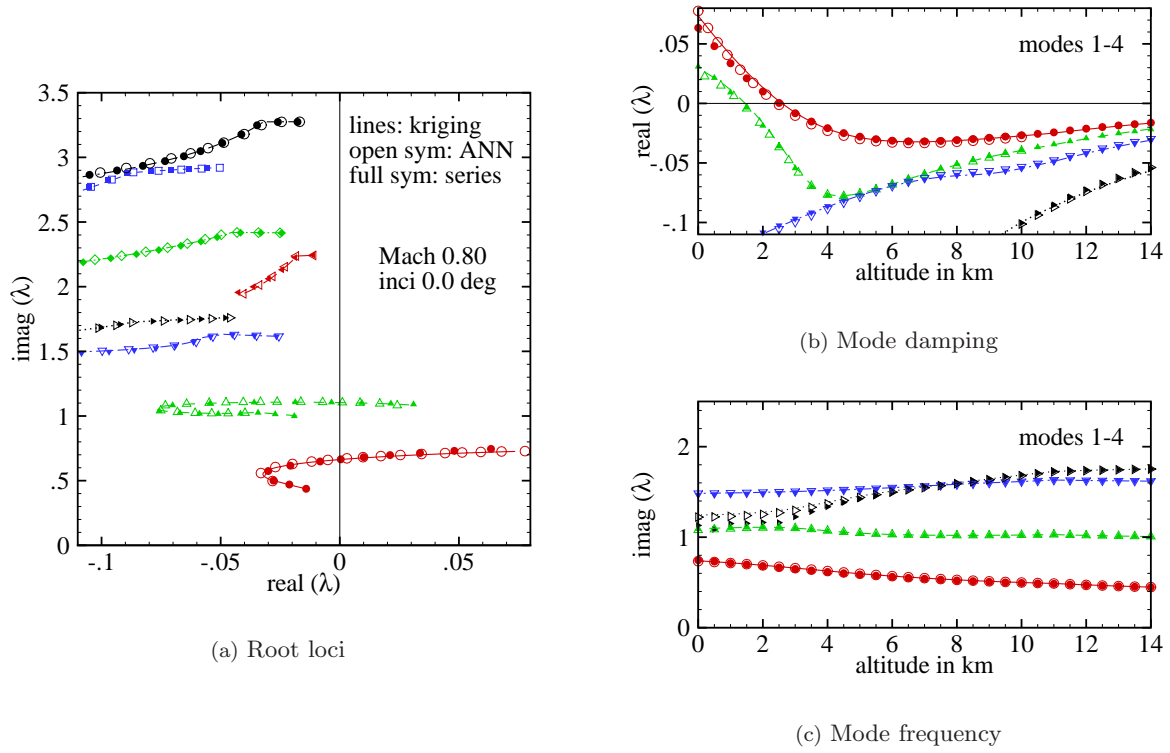 3.5
3
2.5
2
1.5
1
.5
0
imag (λ)
-.1
-.05
0
.05
real (λ)
lines: kriging
open sym: ANN
full sym: series
Mach 0.80
inci 0.0 deg
(a) Root loci
.05
0
-.05
-.1
real (λ)
modes 1-4
0
2
4
6
8
10
12
14
altitude in km
(b) Mode damping
2
1
0
imag (λ)
modes 1-4
0
2
4
6
8
10
12
14
altitude in km
(c) Mode frequency